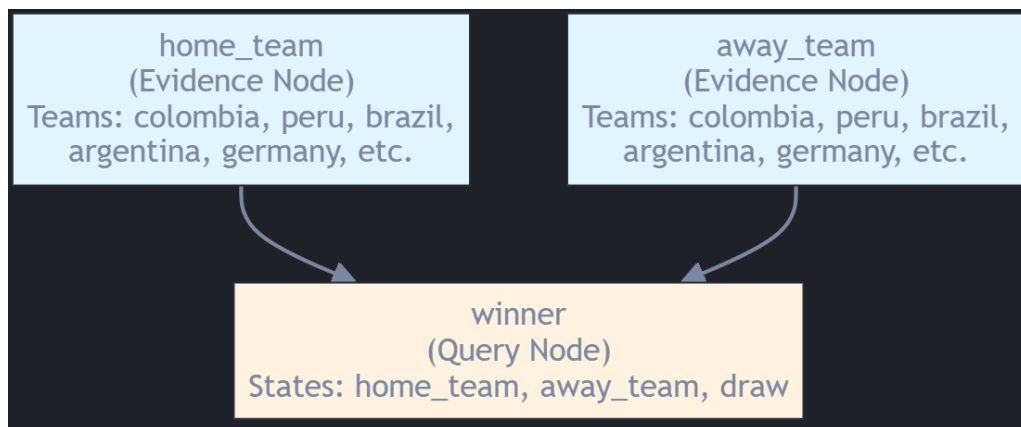 home_team
(Evidence Node)
Teams: colombia, peru, brazil,
argentina, germany, etc.
away_team
(Evidence Node)
Teams: colombia, peru, brazil,
argentina, germany, etc.
winner
(Query Node)
States: home_team, away_team, draw